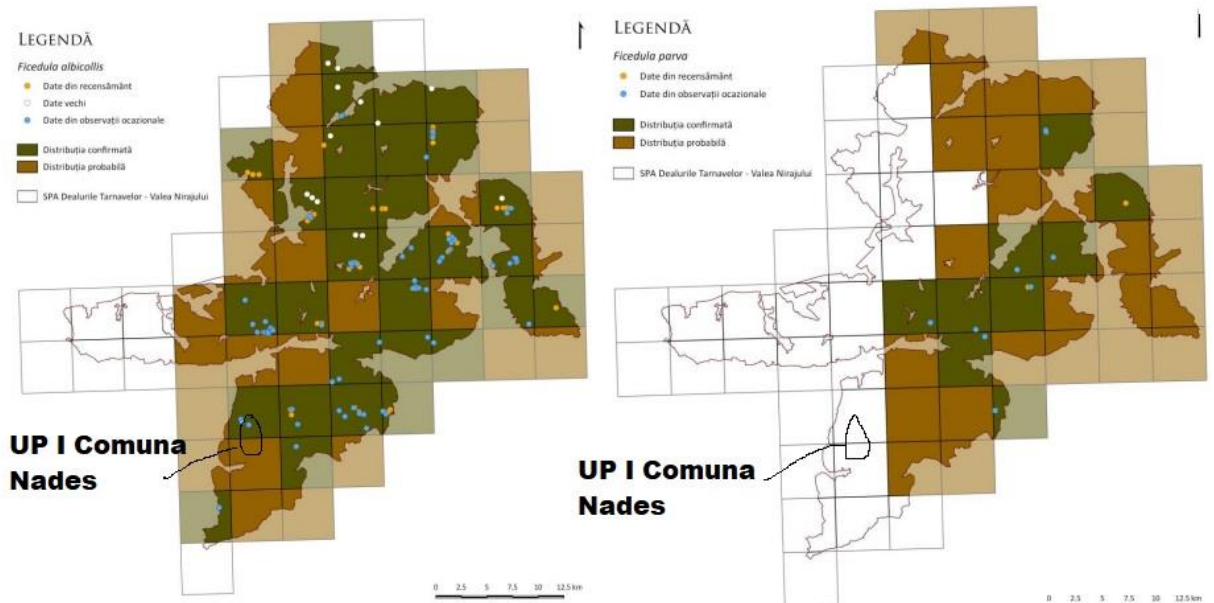 LEGENDĂ
Ficedula albicollis
Date din recensământ
Date vechi
Date din observații ocazionale
Distribuția confirmată
Distribuția probabilă
SPA Dealurile Tarnavelor - Valea Nirajului
UP I Comuna
Nades
0 2.5 5 7.5 10 12.5 km
LEGENDĂ
Ficedula parva
Date din recensământ
Date din observații ocazionale
Distribuția confirmată
Distribuția probabilă
SPA Dealurile Tarnavelor - Valea Nirajului
UP I Comuna
Nades
0 2.5 5 7.5 10 12.5 km